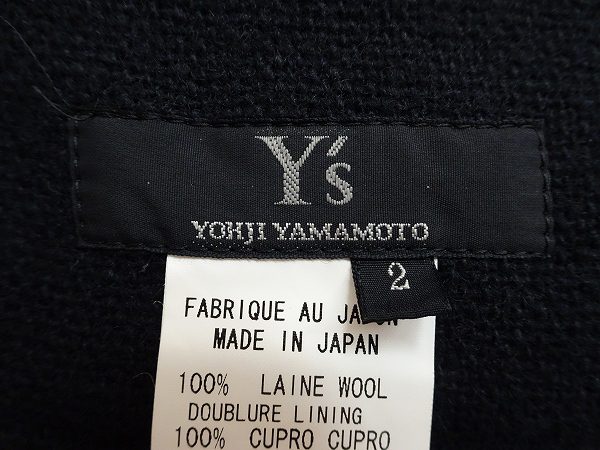 Y's
YOHJI YAMAMOTO
2
FABRIQUE AU JAPON
MADE IN JAPAN
100% LAINE WOOL
DOUBLURE LINING
100% CUPRO CUPRO